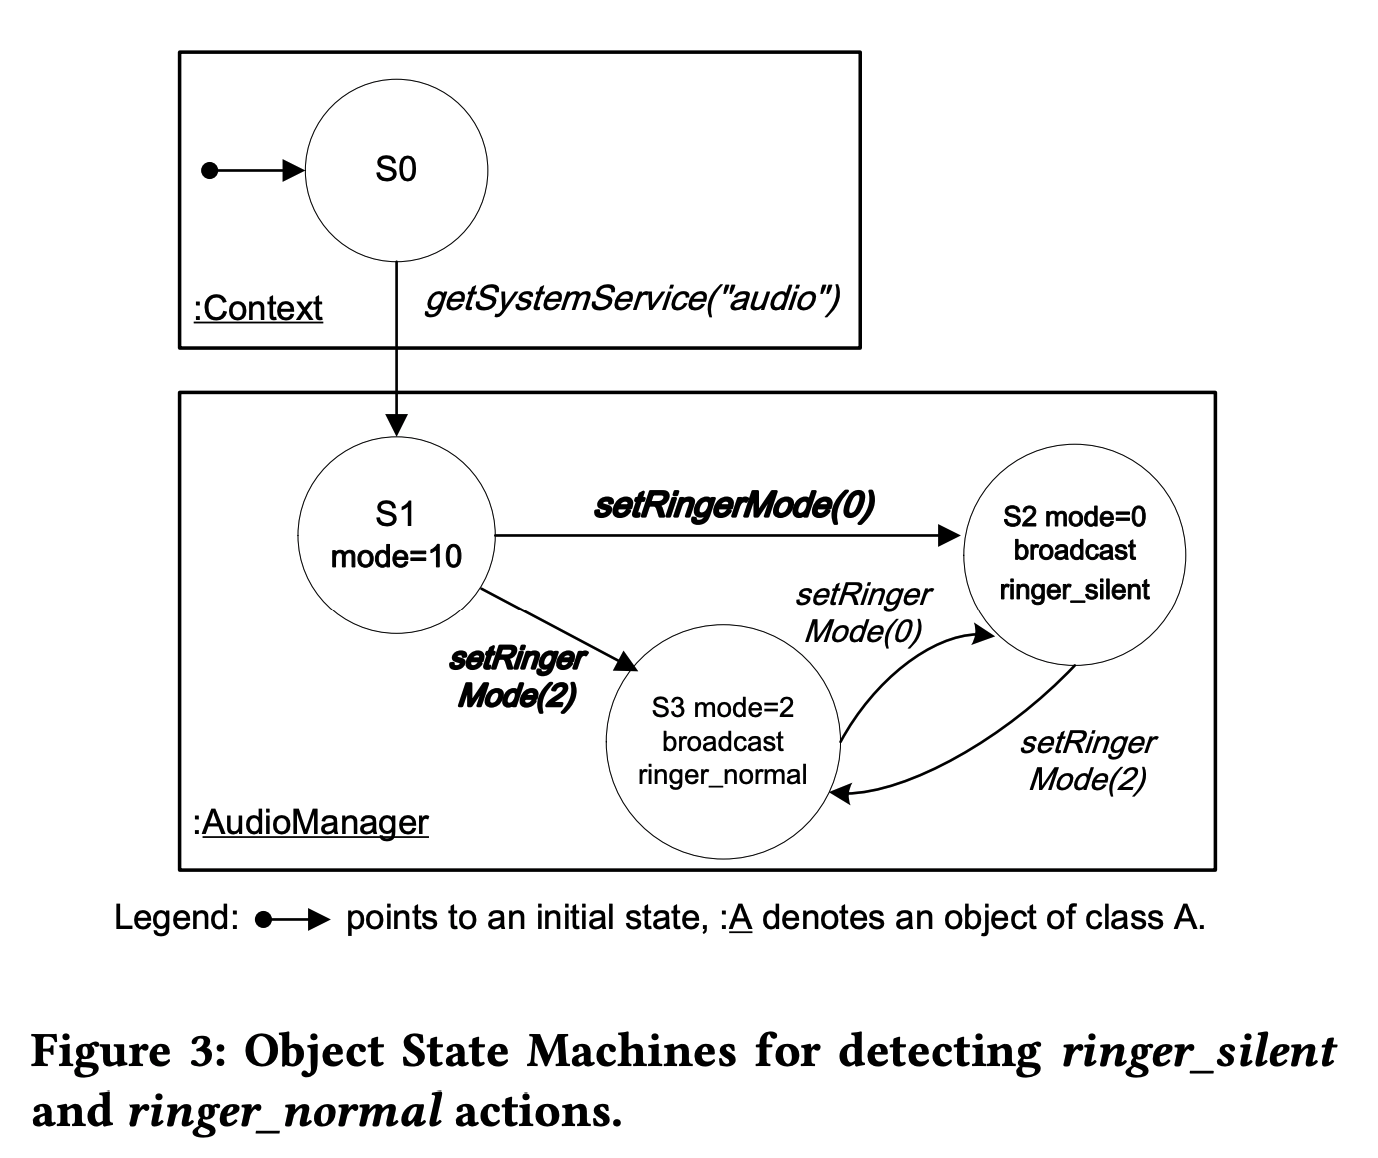 S0
:Context
getSystemService("audio")
S1
mode=10
setRingerMode(0)
S2 mode=0
broadcast
ringer_silent
setRinger
Mode(0)
setRinger
Mode(2)
S3 mode=2
broadcast
ringer_normal
setRinger
Mode(2)
:AudioManager
Legend: points to an initial state, :A denotes an object of class A.
Figure 3: Object State Machines for detecting ringer_silent
and ringer_normal actions.